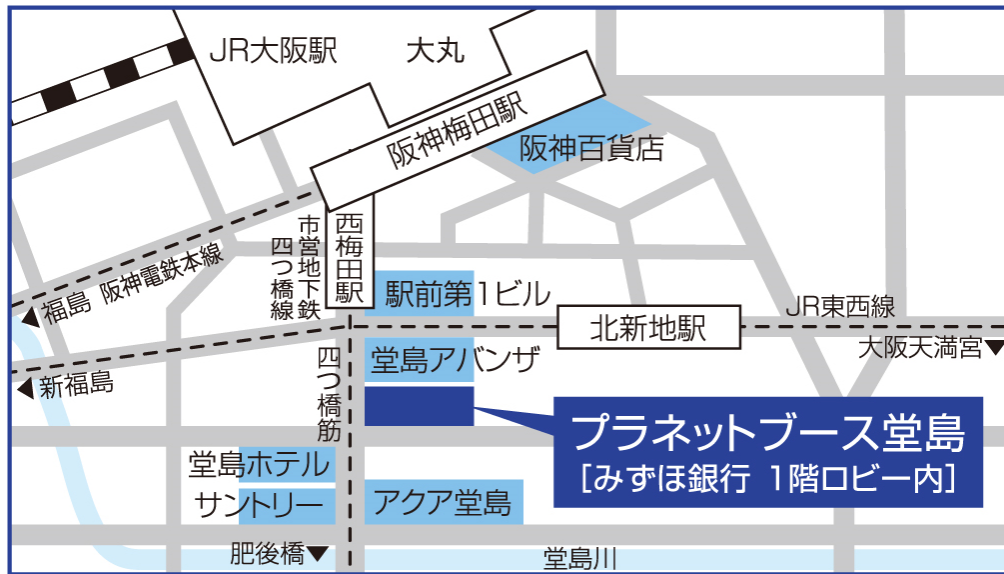 JR大阪駅
大丸
阪神梅田駅
阪神百貨店
西梅田駅
市営地下鉄
四つ橋線
阪神電鉄本線
◀福島
駅前第1ビル
北新地駅
JR東西線
大阪天満宮▼
堂島アバンザ
◀新福島
四つ橋筋
プラネットブース堂島
[みずほ銀行 1階ロビー内]
堂島ホテル
サントリー
アクア堂島
肥後橋▼
堂島川